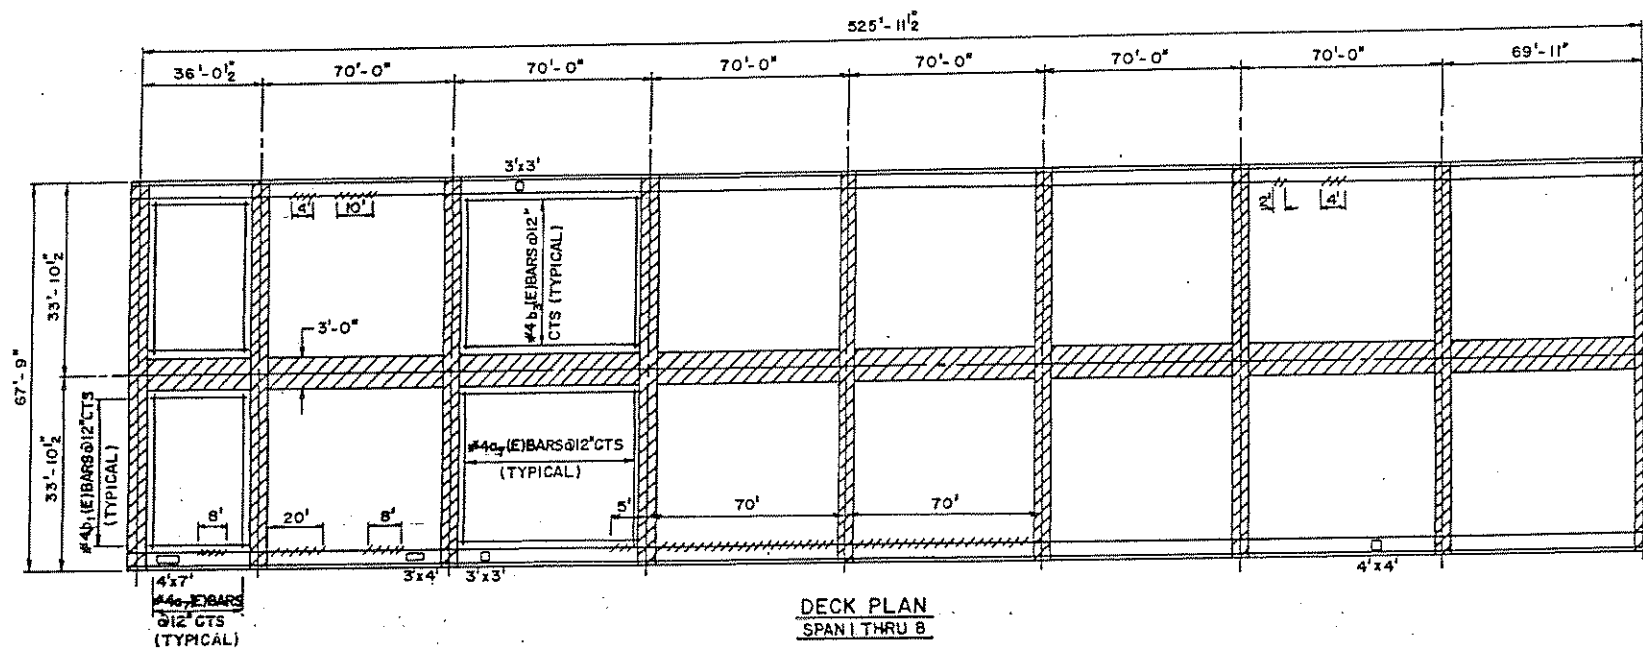 525'-11½"
36'-0½"
70'-0"
70'-0"
70'-0"
70'-0"
70'-0"
70'-0"
69'-11"
3'x3'
4'
10'
2'
4'
#4 b3(E)BARS@12"
CTS (TYPICAL)
33'-10½"
67'-9"
33'-10½"
3'-0"
#4b1(E)BARS@12"CTS
(TYPICAL)
#4a7(E)BARS@12"CTS
(TYPICAL)
8'
20'
8'
5'
70'
70'
4'x7'
3'x4'
3'x3'
4'x4'
#4a7(E)BARS
@12"CTS
(TYPICAL)
DECK PLAN
SPAN 1 THRU 8